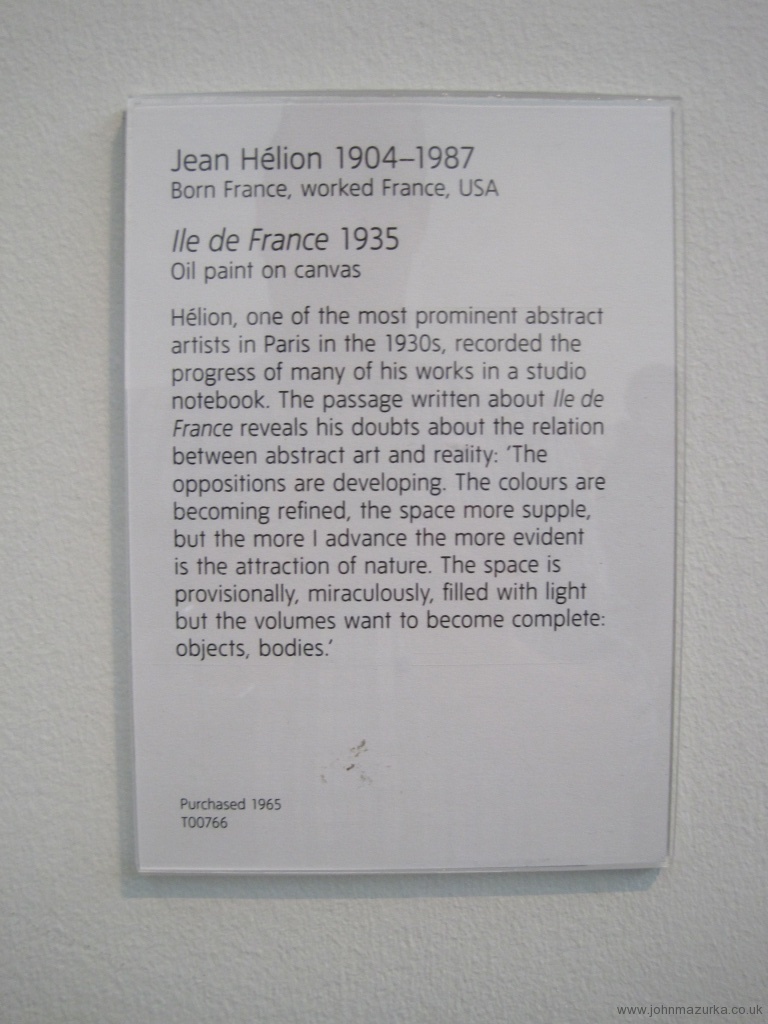 Jean Hélion 1904–1987
Born France, worked France, USA
Ile de France 1935
Oil paint on canvas
Hélion, one of the most prominent abstract
artists in Paris in the 1930s, recorded the
progress of many of his works in a studio
notebook. The passage written about Ile de
France reveals his doubts about the relation
between abstract art and reality: ‘The
oppositions are developing. The colours are
becoming refined, the space more supple,
but the more I advance the more evident
is the attraction of nature. The space is
provisionally, miraculously, filled with light
but the volumes want to become complete:
objects, bodies.’
Purchased 1965
T00766
www.johnmazurka.co.uk